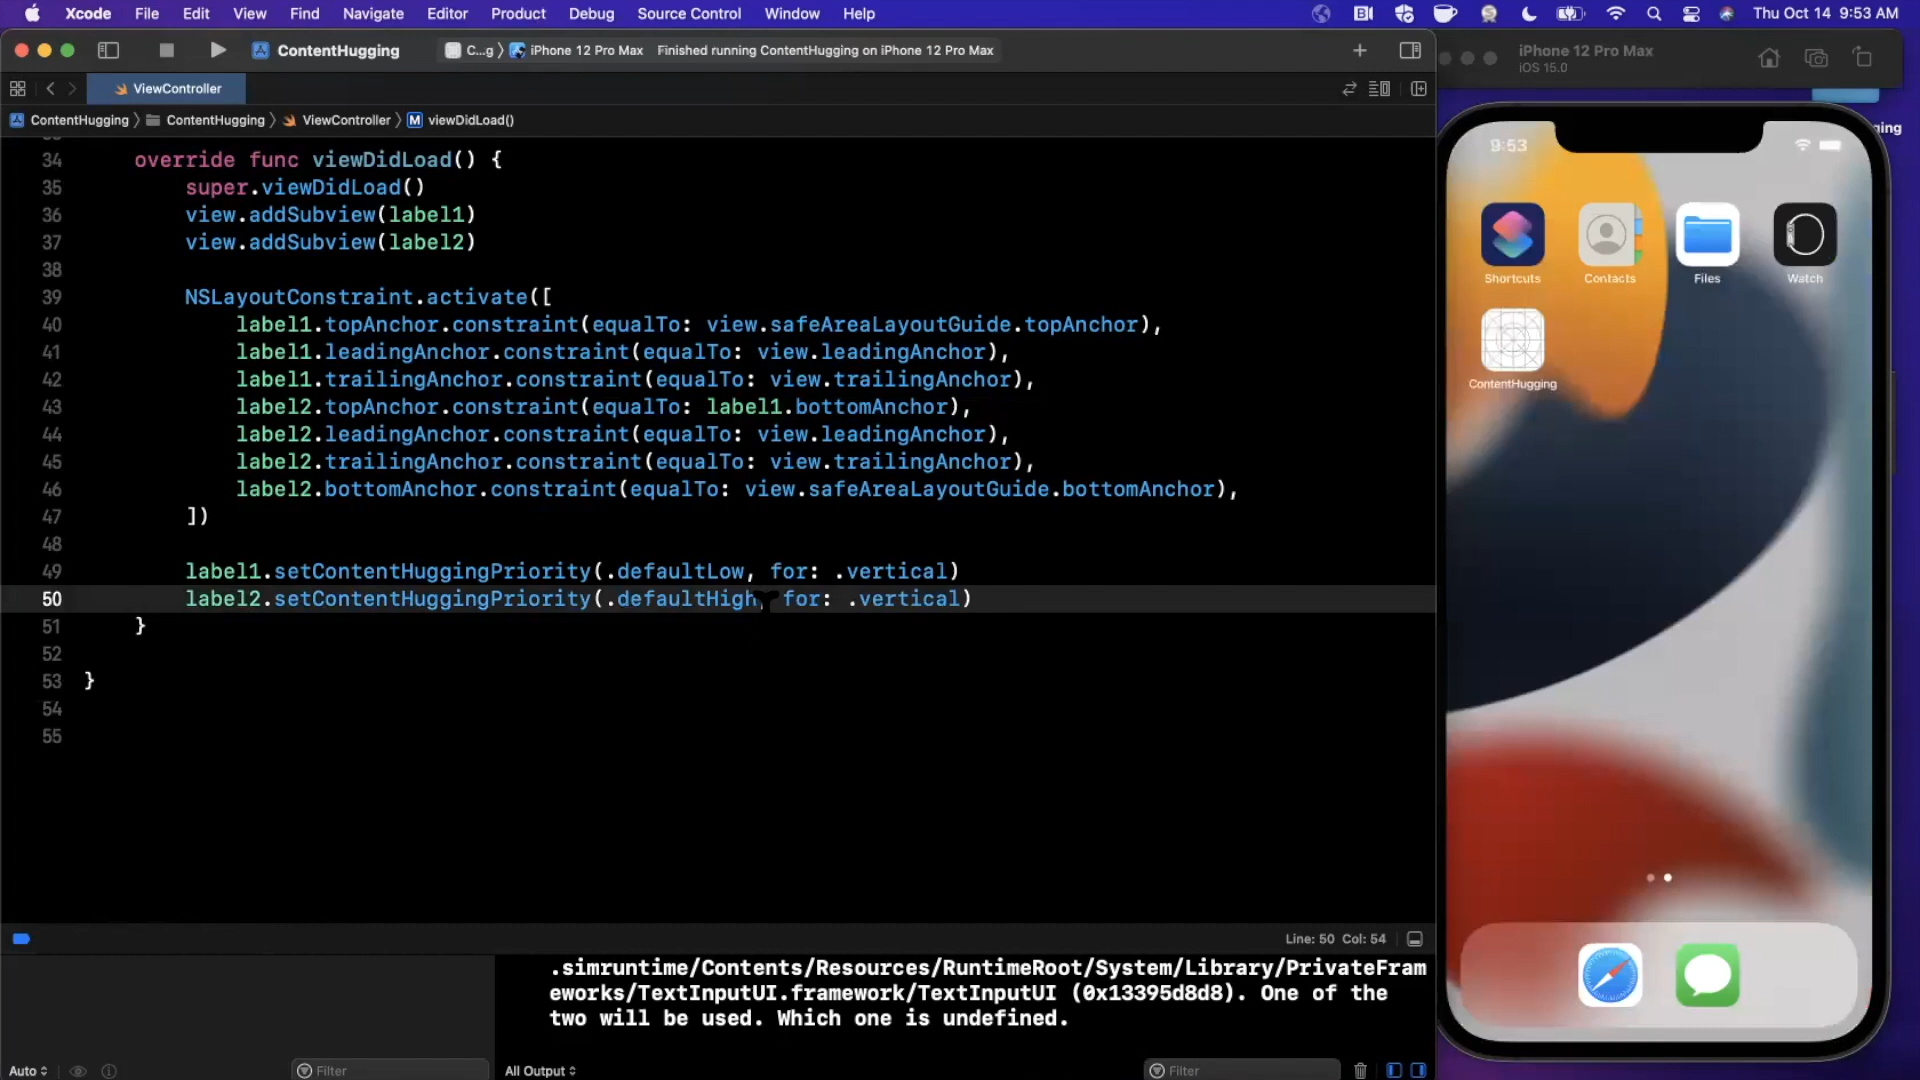 Xcode File Edit View Find Navigate Editor Product Debug Source Control Window Help Thu Oct 14 9:53 AM
ContentHugging C...g 〉 iPhone 12 Pro Max Finished running ContentHugging on iPhone 12 Pro Max
iPhone 12 Pro Max
iOS 15.0
ViewController
ContentHugging 〉 ContentHugging 〉 ViewController 〉 M viewDidLoad()
34 override func viewDidLoad() {
35 super.viewDidLoad()
36 view.addSubview(label1)
37 view.addSubview(label2)
38
39 NSLayoutConstraint.activate([
40 label1.topAnchor.constraint(equalTo: view.safeAreaLayoutGuide.topAnchor),
41 label1.leadingAnchor.constraint(equalTo: view.leadingAnchor),
42 label1.trailingAnchor.constraint(equalTo: view.trailingAnchor),
43 label2.topAnchor.constraint(equalTo: label1.bottomAnchor),
44 label2.leadingAnchor.constraint(equalTo: view.leadingAnchor),
45 label2.trailingAnchor.constraint(equalTo: view.trailingAnchor),
46 label2.bottomAnchor.constraint(equalTo: view.safeAreaLayoutGuide.bottomAnchor),
47 ])
48
49 label1.setContentHuggingPriority(.defaultLow, for: .vertical)
50 label2.setContentHuggingPriority(.defaultHigh, for: .vertical)
51 }
52
53 }
54
55
Line: 50 Col: 54
.simruntime/Contents/Resources/RuntimeRoot/System/Library/PrivateFram
eworks/TextInputUI.framework/TextInputUI (0x13395d8d8). One of the
two will be used. Which one is undefined.
Auto Filter All Output Filter
9:53
Shortcuts Contacts Files Watch
ContentHugging